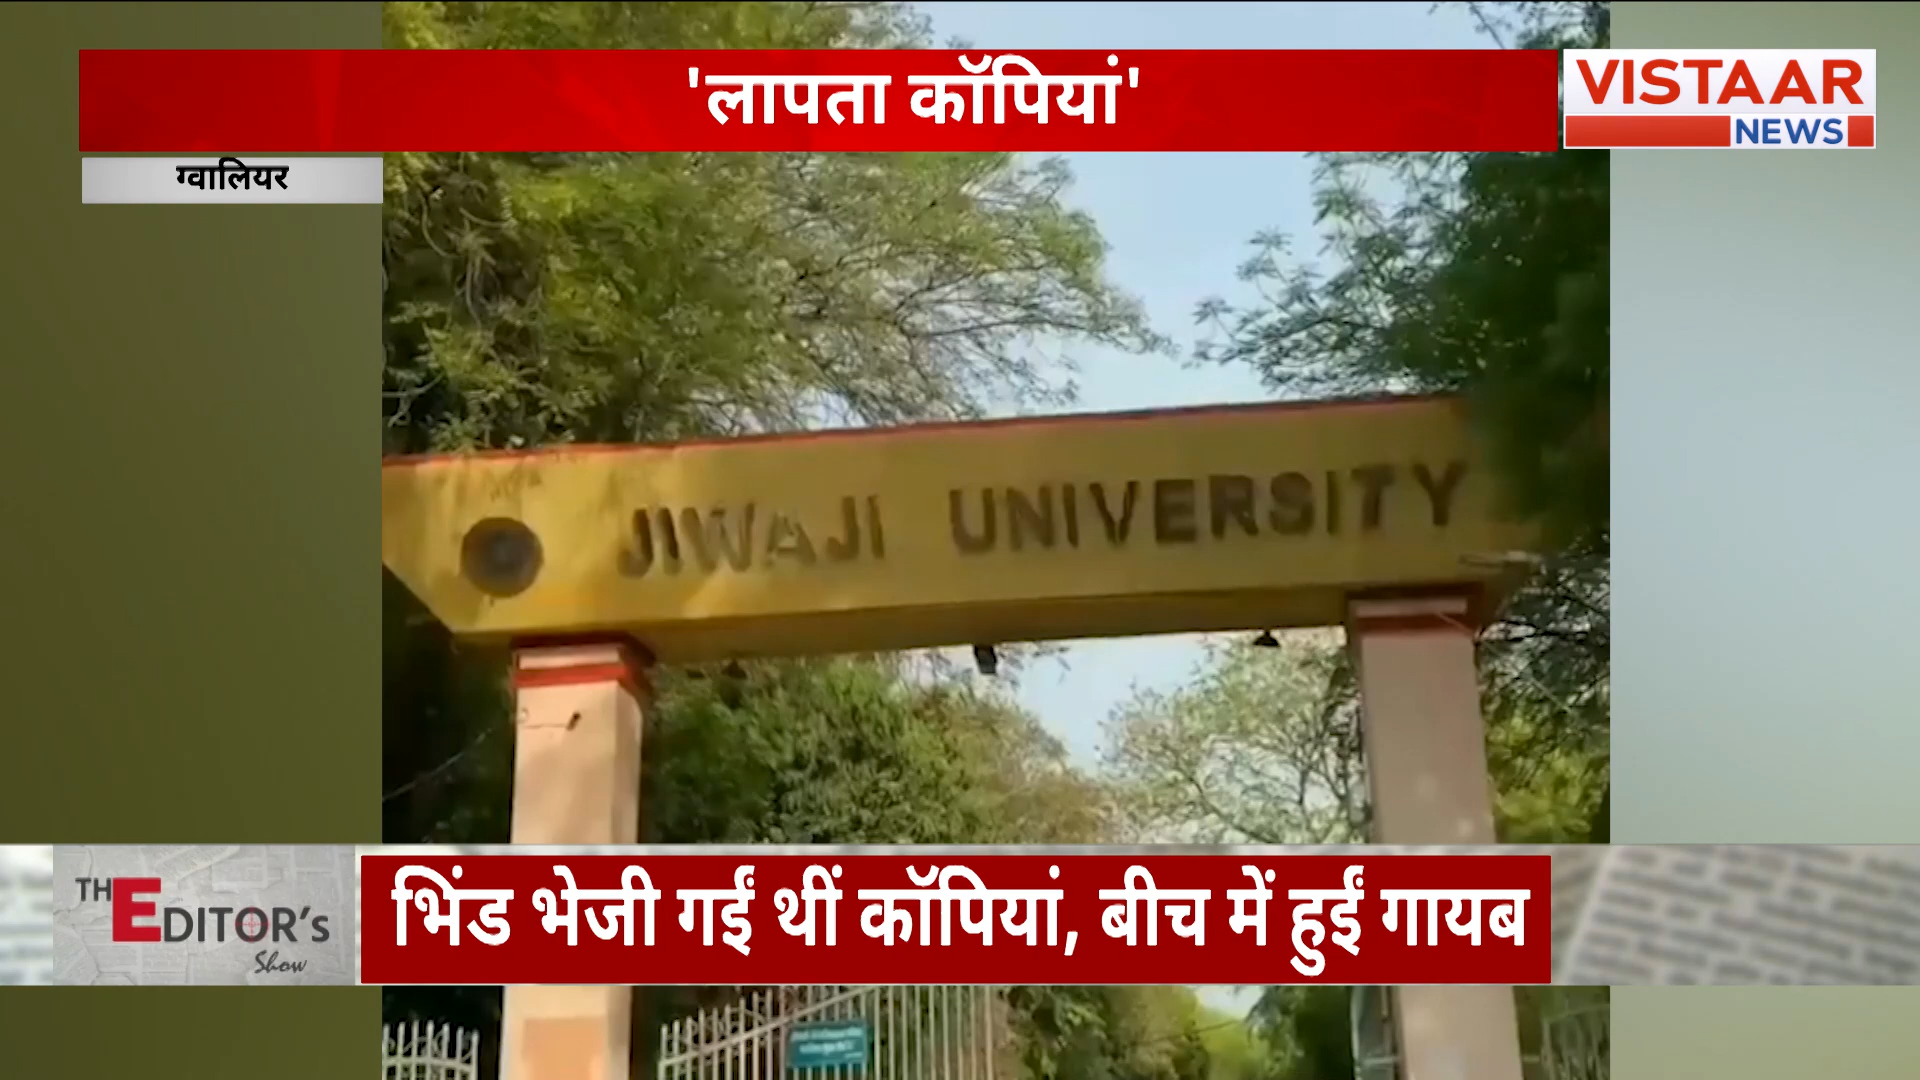 'लापता कॉपियां'
VISTAAR
NEWS
ग्वालियर
JIWAJI UNIVERSITY
THE
EDITOR's
Show
भिंड भेजी गईं थीं कॉपियां, बीच में हुईं गायब